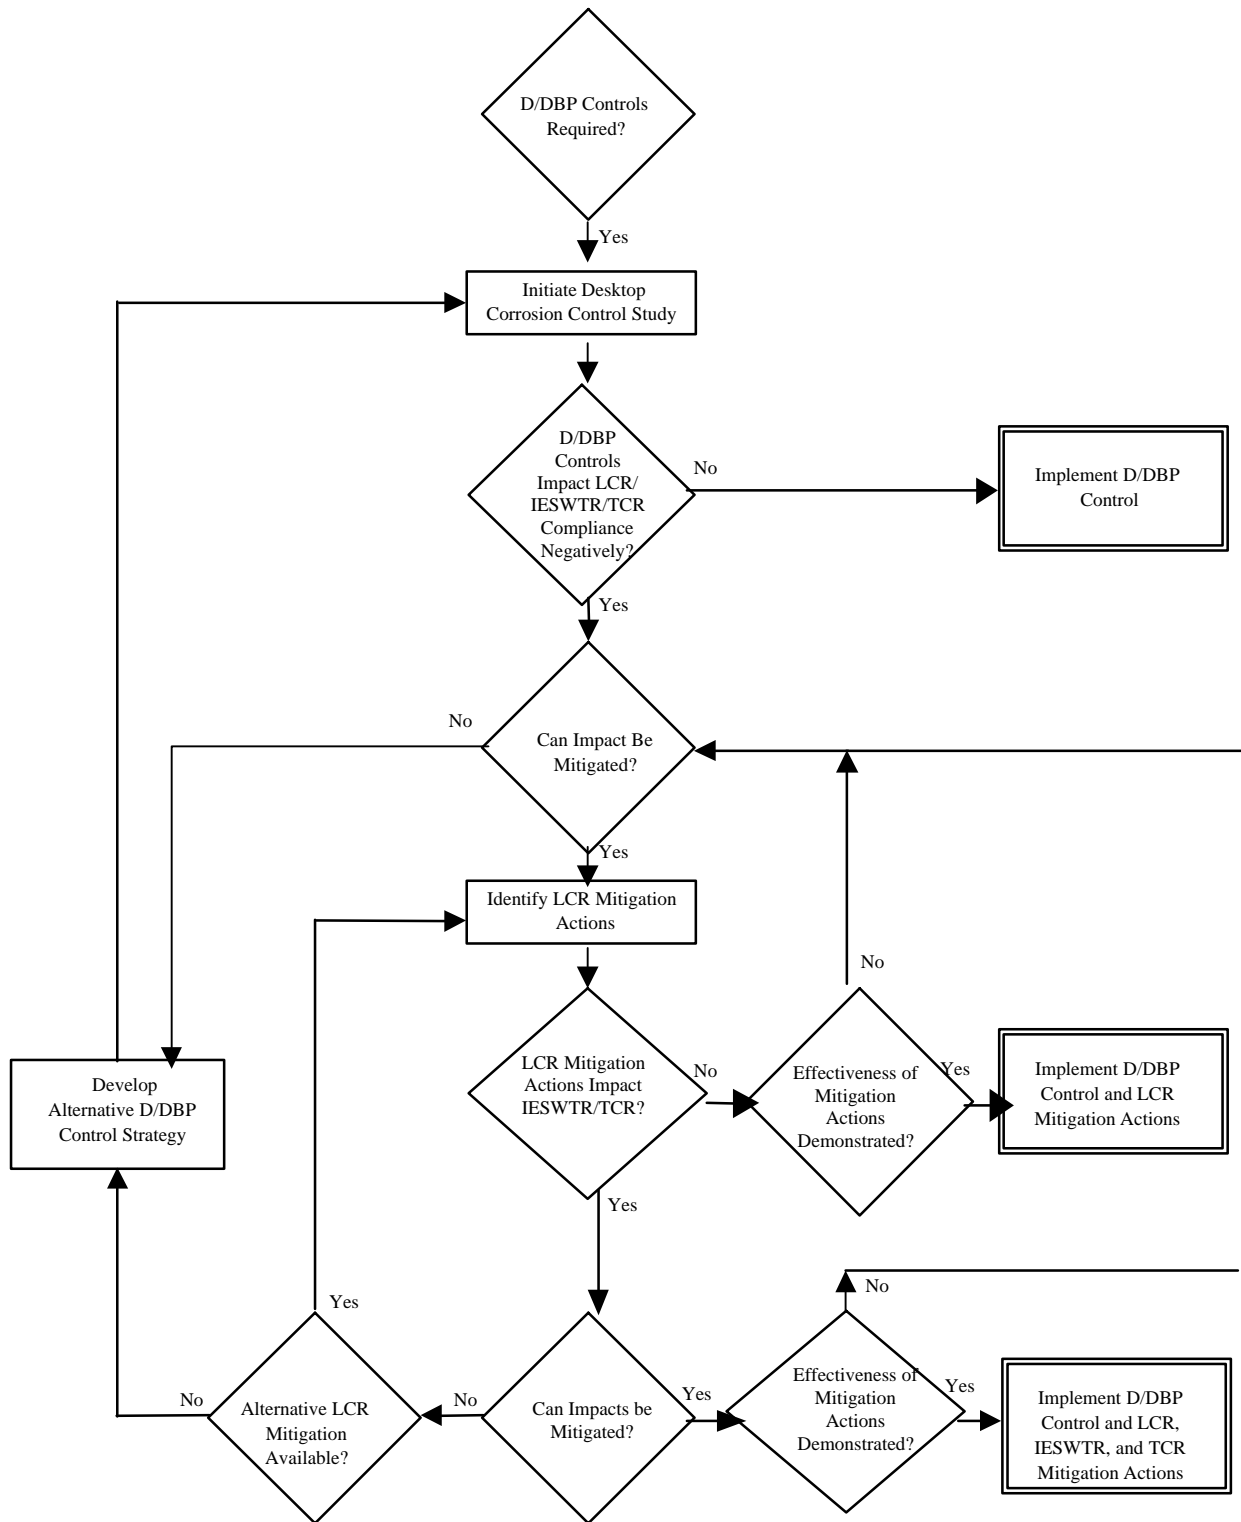 D/DBP Controls
Required?
Yes
Initiate Desktop
Corrosion Control Study
D/DBP
Controls
Impact LCR/
IESWTR/TCR
Compliance
Negatively?
No
Implement D/DBP
Control
Yes
No
Can Impact Be
Mitigated?
Yes
Identify LCR Mitigation
Actions
No
LCR Mitigation
Actions Impact
IESWTR/TCR?
No
Effectiveness of
Mitigation
Actions
Demonstrated?
Yes
Implement D/DBP
Control and LCR
Mitigation Actions
Develop
Alternative D/DBP
Control Strategy
Yes
Yes
No
No
Alternative LCR
Mitigation
Available?
No
Can Impacts be
Mitigated?
Yes
Effectiveness of
Mitigation
Actions
Demonstrated?
Yes
Implement D/DBP
Control and LCR,
IESWTR, and TCR
Mitigation Actions